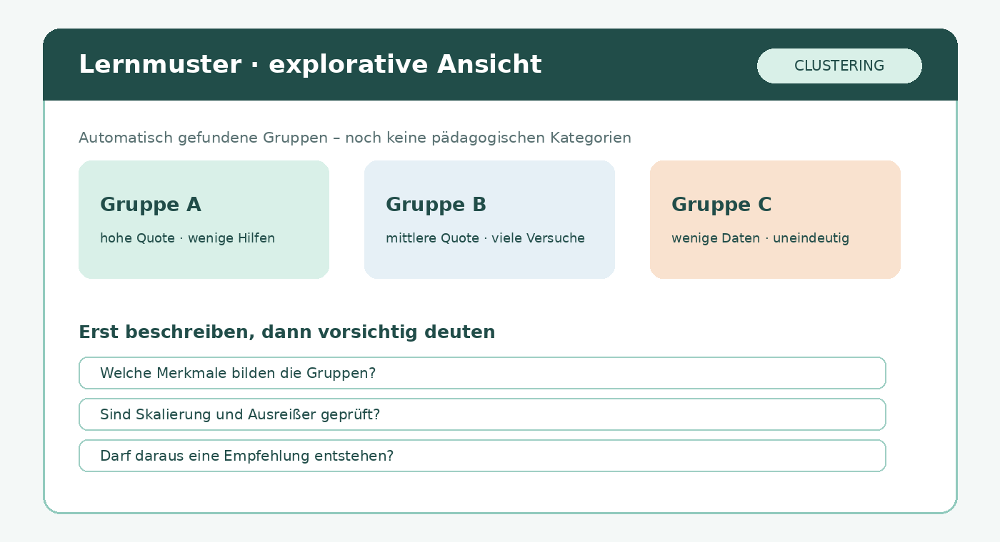 Lernmuster · explorative Ansicht
CLUSTERING
Automatisch gefundene Gruppen – noch keine pädagogischen Kategorien
Gruppe A
hohe Quote · wenige Hilfen
Gruppe B
mittlere Quote · viele Versuche
Gruppe C
wenige Daten · uneindeutig
Erst beschreiben, dann vorsichtig deuten
Welche Merkmale bilden die Gruppen?
Sind Skalierung und Ausreißer geprüft?
Darf daraus eine Empfehlung entstehen?